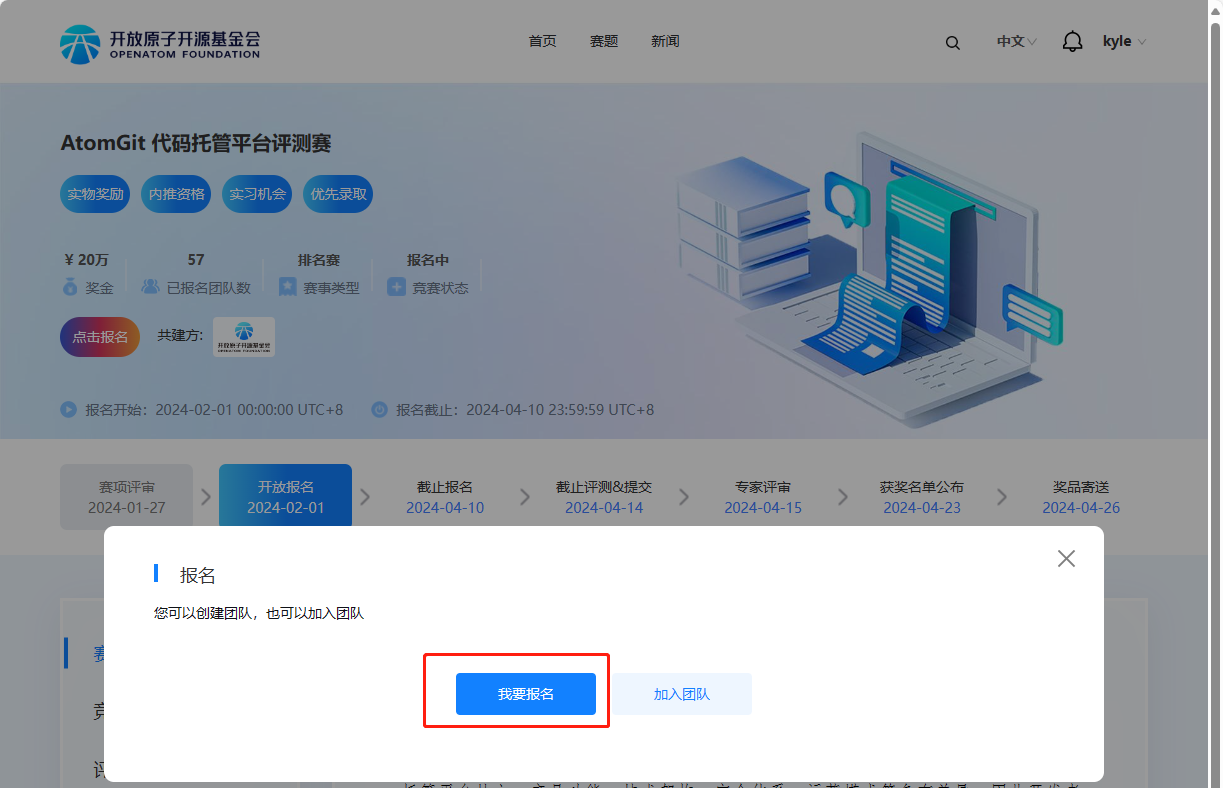 开放原子开源基金会
OPENATOM FOUNDATION
首页 赛题 新闻
中文 kyle
AtomGit 代码托管平台评测赛
实物奖励 内推资格 实习机会 优先录取
¥ 20万 57 排名赛 报名中
奖金 已报名团队数 赛事类型 竞赛状态
点击报名 共建方:
开放原子开源基金会
OPENATOM FOUNDATION
报名开始：2024-02-01 00:00:00 UTC+8 报名截止：2024-04-10 23:59:59 UTC+8
赛项评审 开放报名 截止报名 截止评测&提交 专家评审 获奖名单公布 奖品寄送
2024-01-27 2024-02-01 2024-04-10 2024-04-14 2024-04-15 2024-04-23 2024-04-26
报名
您可以创建团队，也可以加入团队
赛
我要报名 加入团队
竞
评